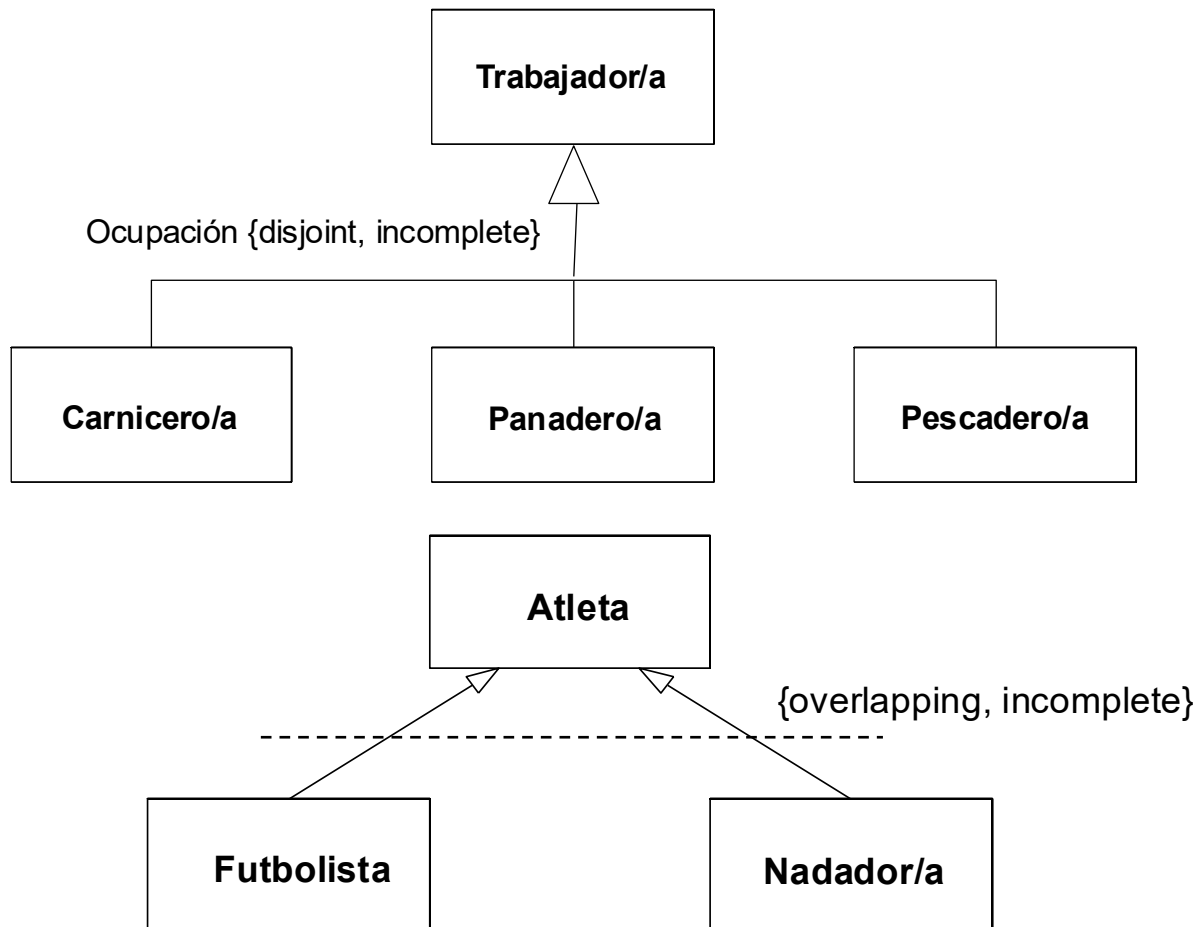 Trabajador/a
Ocupación {disjoint, incomplete}
Carnicero/a
Panadero/a
Pescadero/a
Atleta
{overlapping, incomplete}
Futbolista
Nadador/a